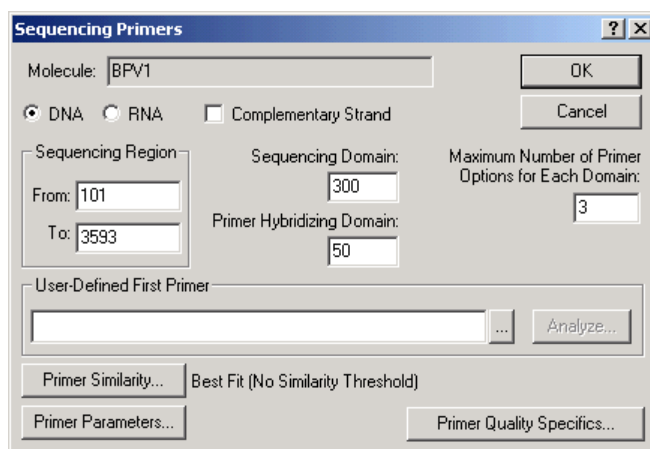 Sequencing Primers
Molecule: BPV1
OK
DNA RNA Complementary Strand
Cancel
Sequencing Region
From: 101
To: 3593
Sequencing Domain:
300
Primer Hybridizing Domain:
50
Maximum Number of Primer
Options for Each Domain:
3
User-Defined First Primer
... Analyze...
Primer Similarity... Best Fit (No Similarity Threshold)
Primer Parameters... Primer Quality Specifics...